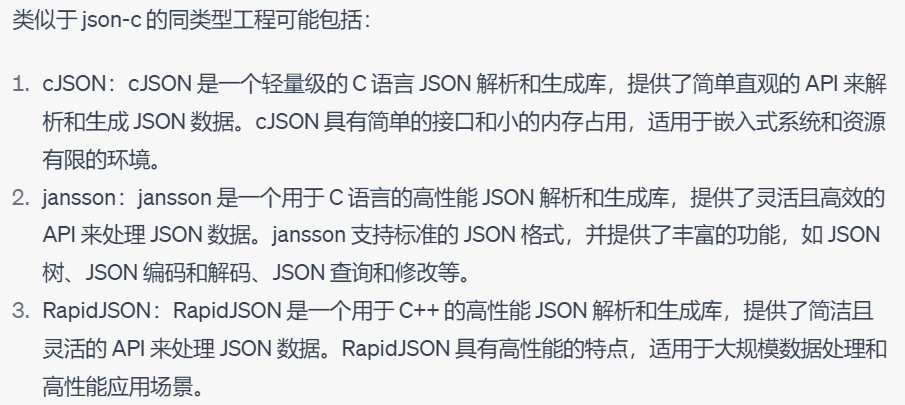 类似于 json-c 的同类型工程可能包括：
1. cJSON：cJSON 是一个轻量级的 C 语言 JSON 解析和生成库，提供了简单直观的 API 来解
析和生成 JSON 数据。cJSON 具有简单的接口和小的内存占用，适用于嵌入式系统和资源
有限的环境。
2. jansson：jansson 是一个用于 C 语言的高性能 JSON 解析和生成库，提供了灵活且高效的
API 来处理 JSON 数据。jansson 支持标准的 JSON 格式，并提供了丰富的功能，如 JSON
树、JSON 编码和解码、JSON 查询和修改等。
3. RapidJSON：RapidJSON 是一个用于 C++ 的高性能 JSON 解析和生成库，提供了简洁且
灵活的 API 来处理 JSON 数据。RapidJSON 具有高性能的特点，适用于大规模数据处理和
高性能应用场景。